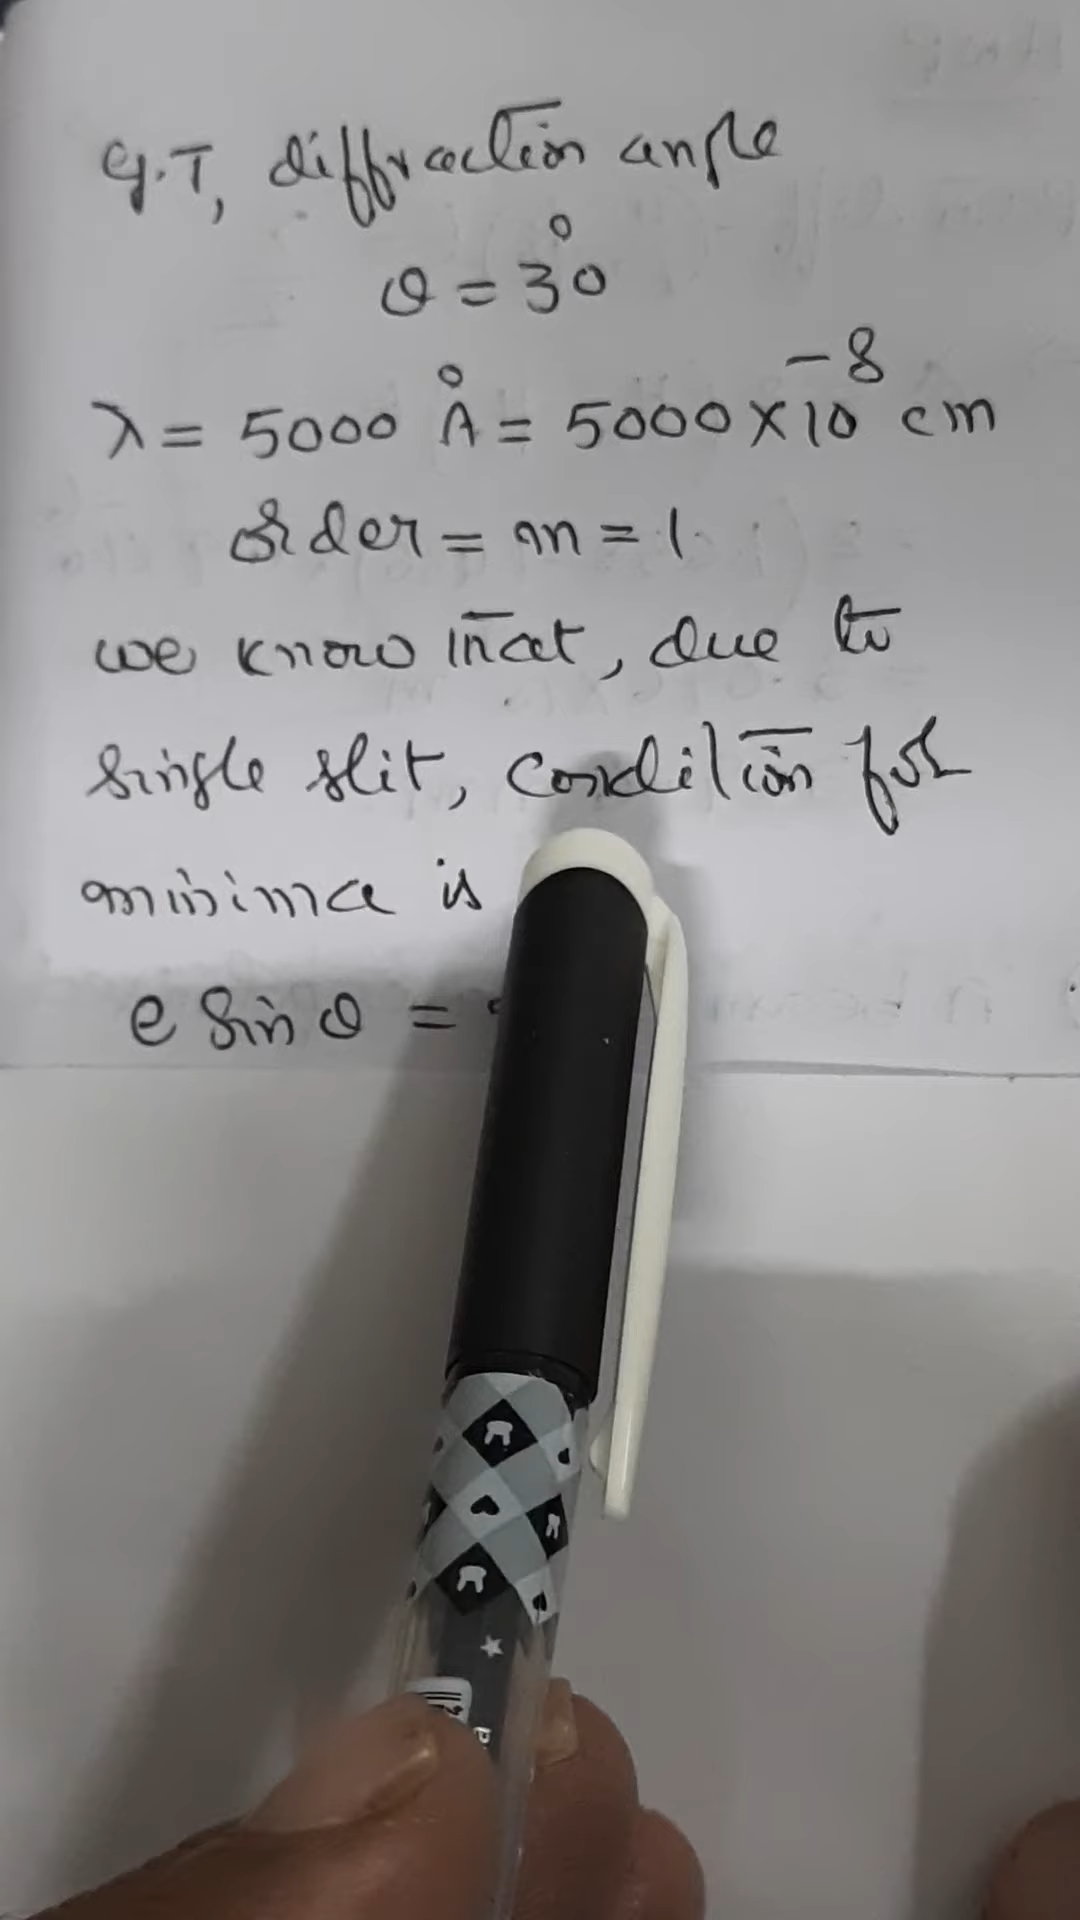 G.T, diffraction angle
θ = 30°
λ = 5000 Å = 5000 × 10⁻⁸ cm
order = m = 1.
we know that, due to
single slit, condition for
minima is
e sin θ =